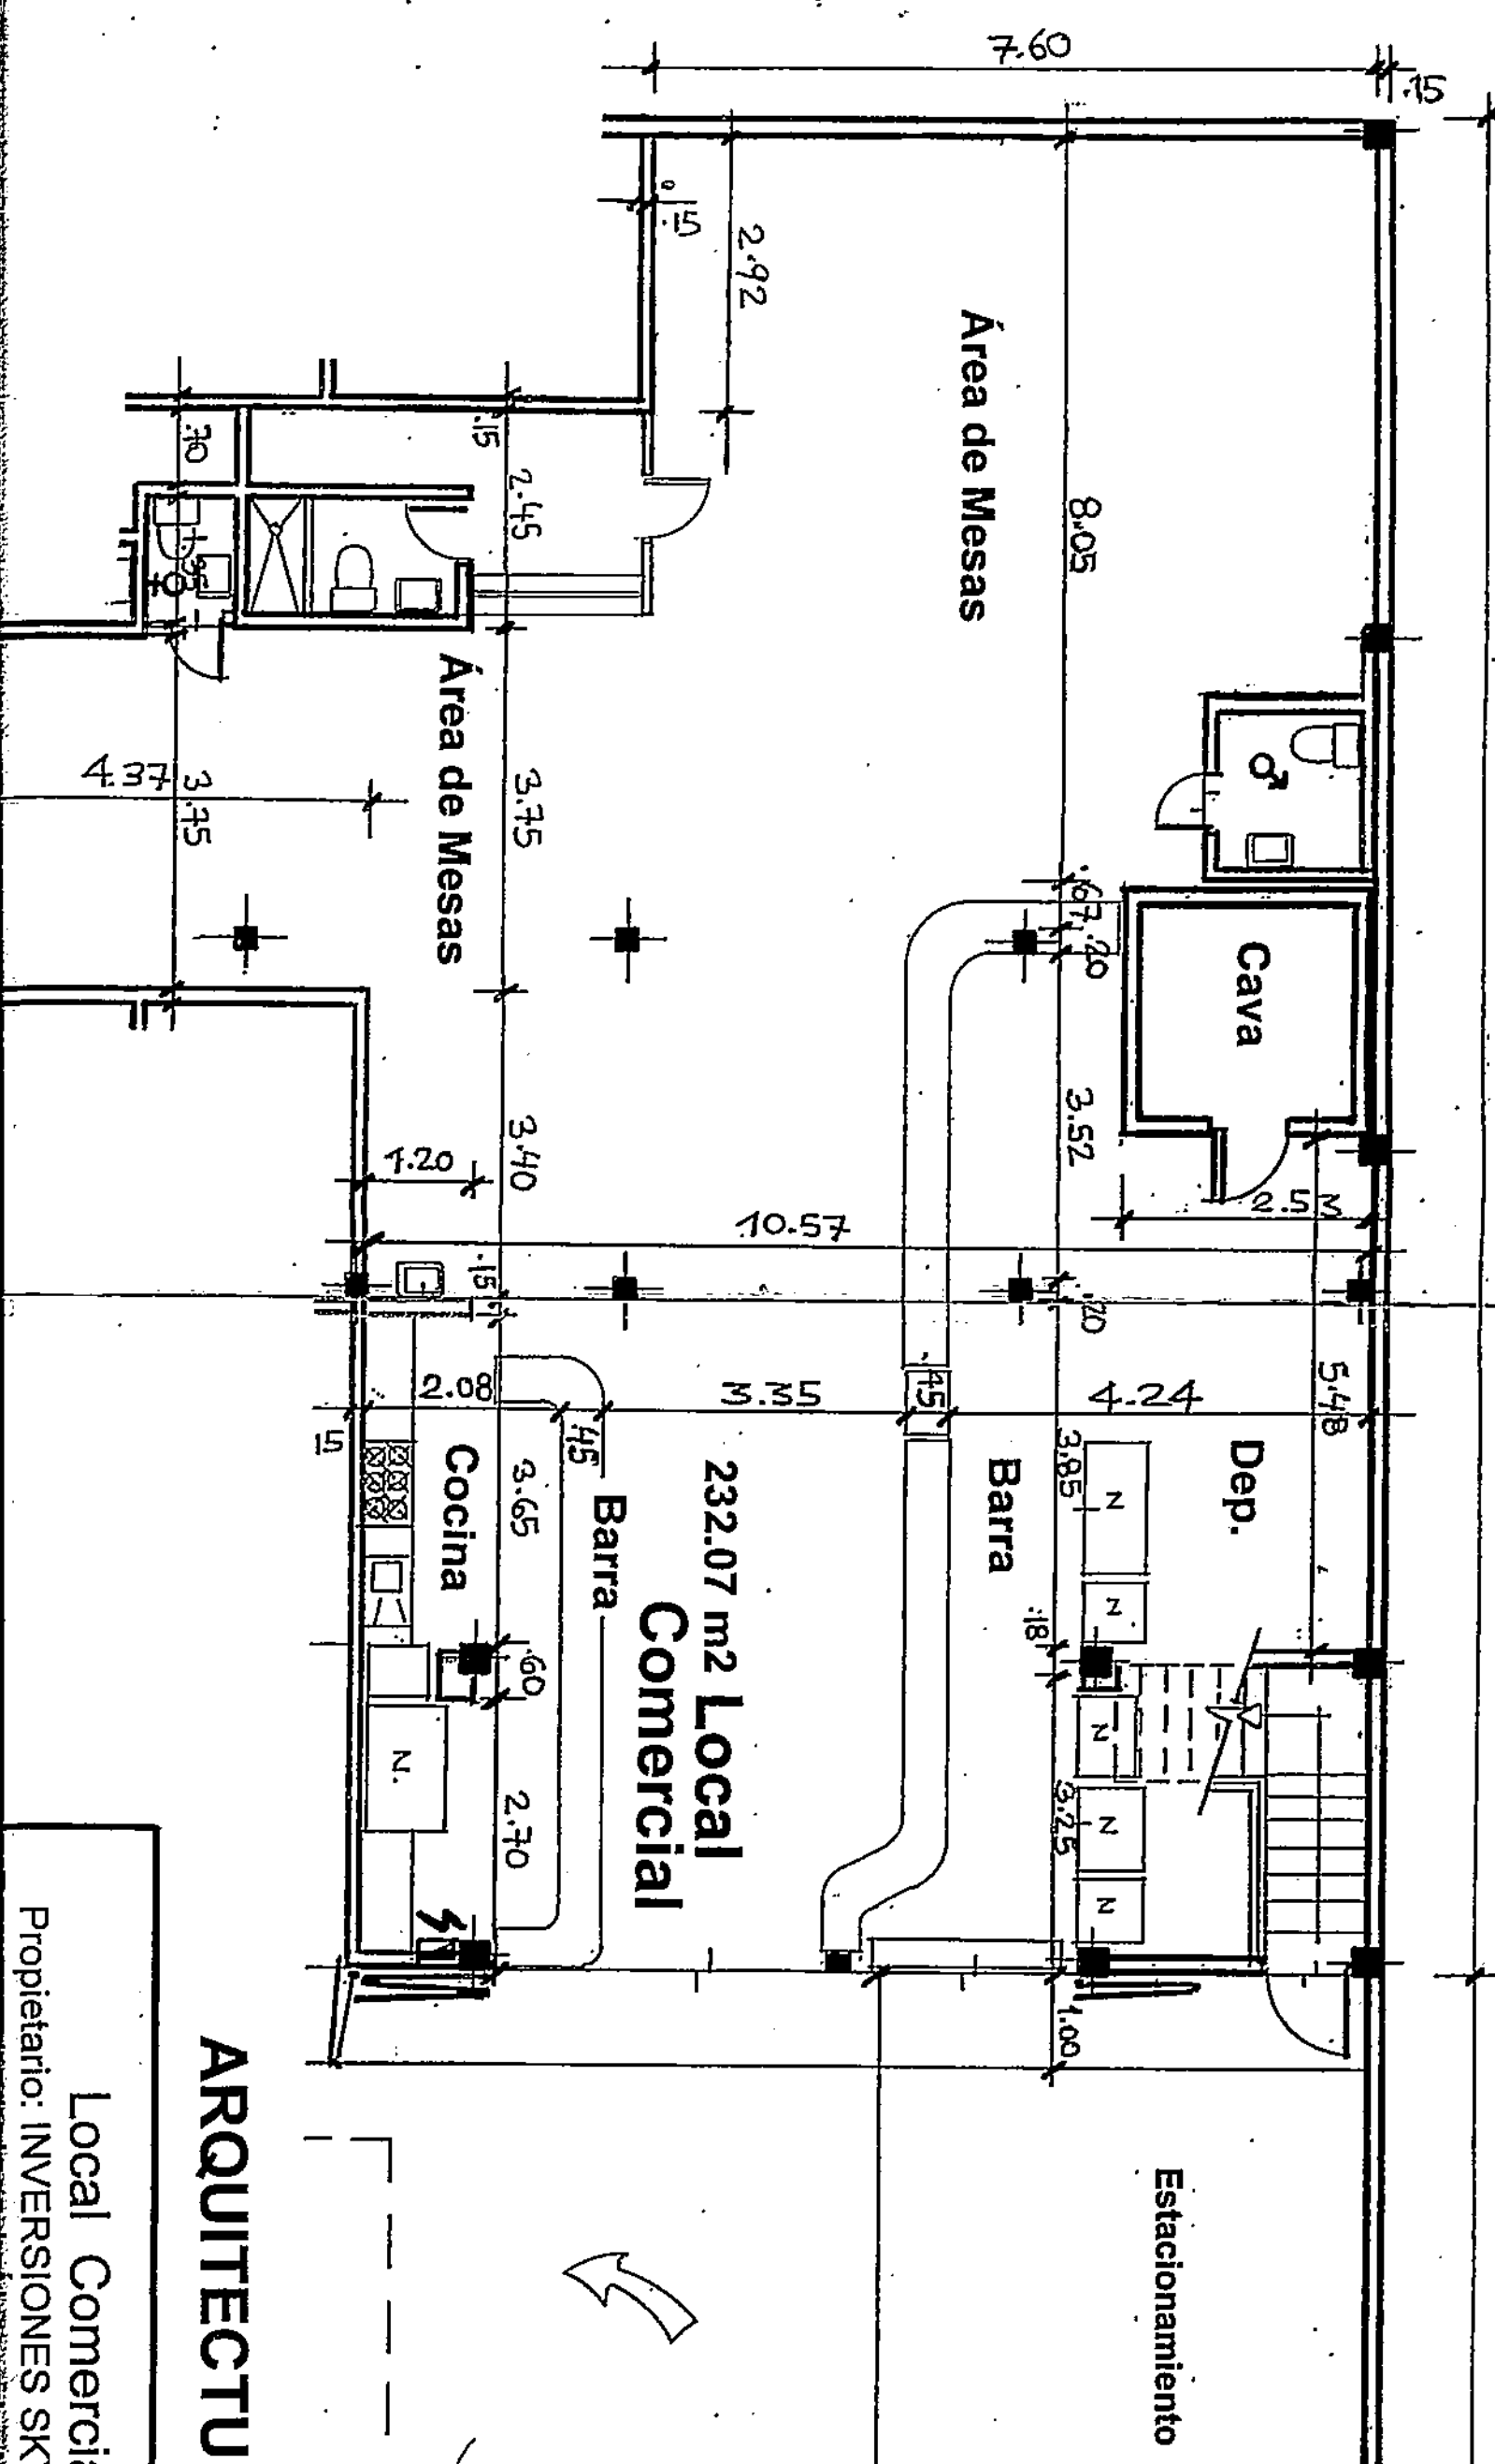 7.60
.15
.15
2.92
Área de Mesas
8.05
.70
.15
2.45
Área de Mesas
4.37
3.75
3.75
.67
.20
Cava
3.52
3.40
1.20
2.53
10.57
.15
.20
2.08
.45
3.35
.45
4.24
5.48
15
Cocina
3.65
Barra
232.07 m2 Local
Comercial
Barra
3.85
Dep.
N
N
.18
.60
N.
2.70
N
3.25
N
N
1.00
Estacionamiento
ARQUITECTU
Local Comercia
Propietario: INVERSIONES SK